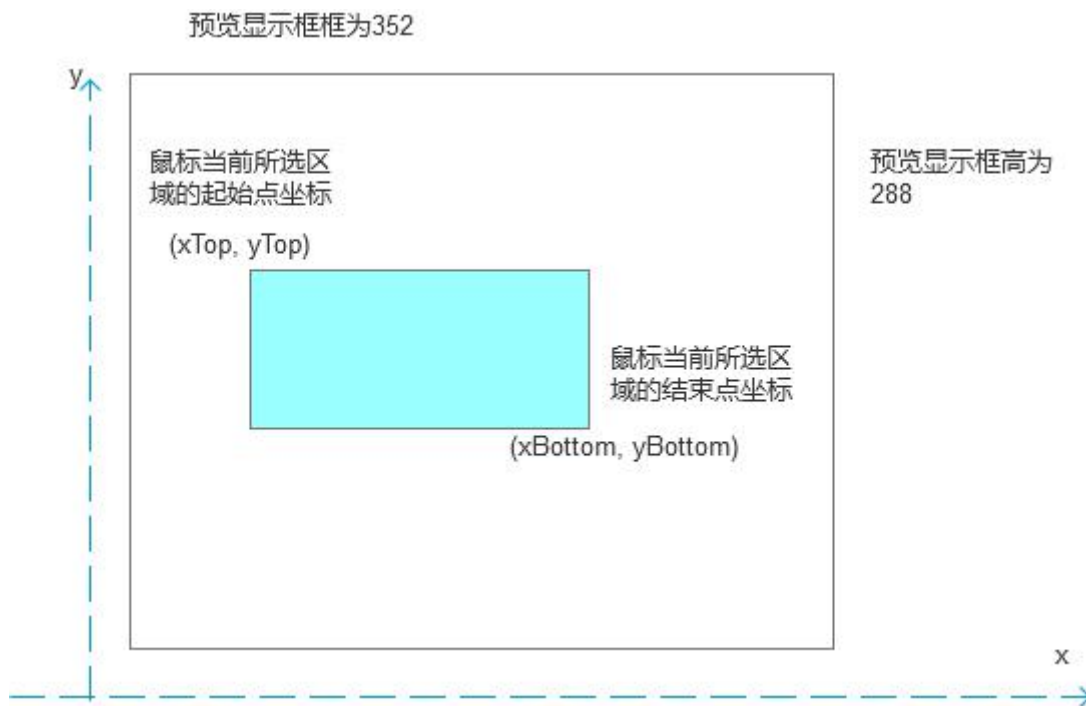 预览显示框框为352
y
鼠标当前所选区
域的起始点坐标
预览显示框高为
288
(xTop, yTop)
鼠标当前所选区
域的结束点坐标
(xBottom, yBottom)
x